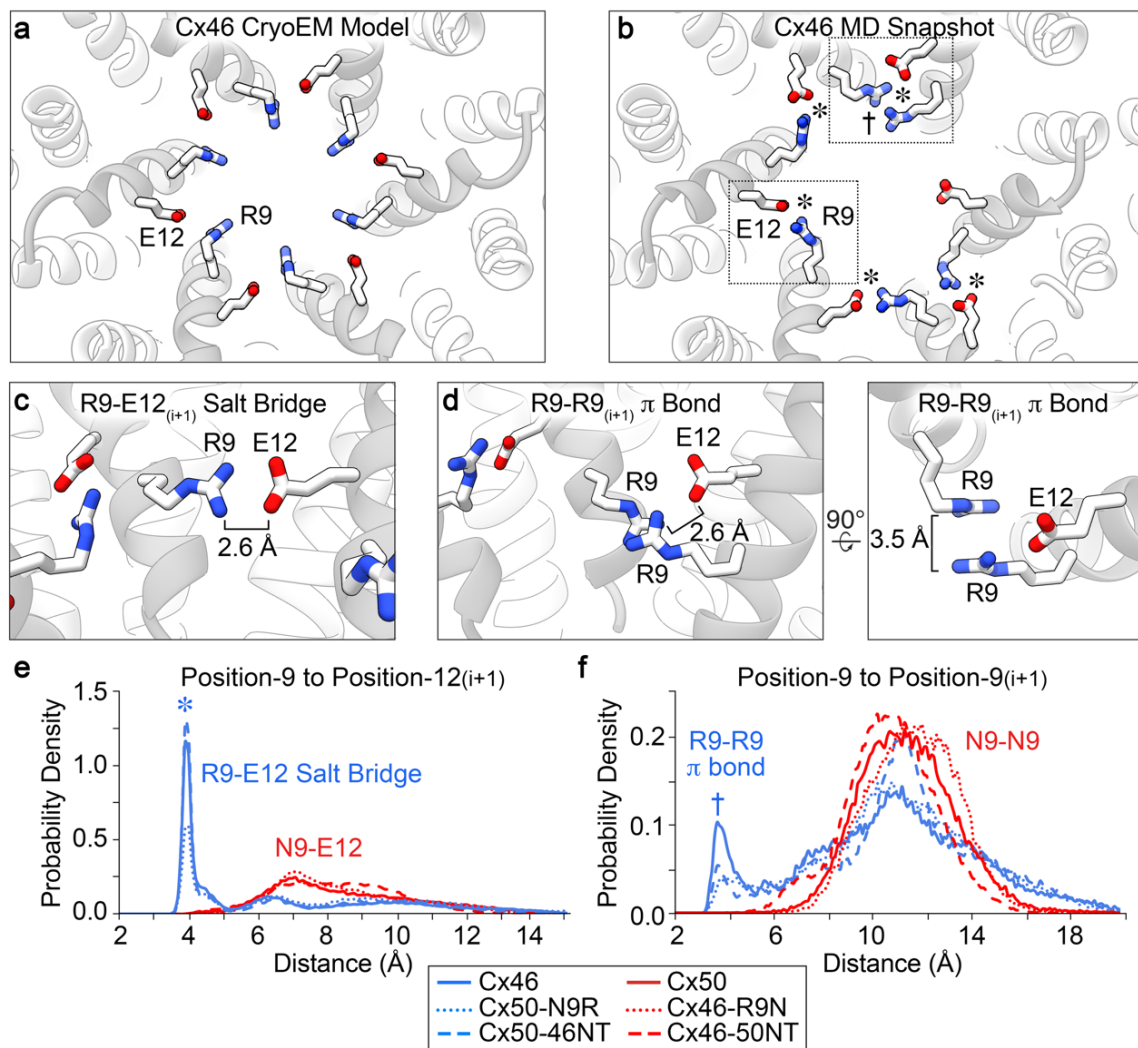 a
Cx46 CryoEM Model
R9
E12
b
Cx46 MD Snapshot
*
*
†
*
E12
R9
*
*
c
R9-E12(i+1) Salt Bridge
R9
E12
2.6 Å
d
R9-R9(i+1) π Bond
E12
R9
2.6 Å
R9
90°
R9-R9(i+1) π Bond
R9
E12
3.5 Å
R9
e
Position-9 to Position-12(i+1)
Probability Density
1.5
1.0
0.5
0.0
*
R9-E12 Salt Bridge
N9-E12
2 4 6 7 10 12 14
Distance (Å)
f
Position-9 to Position-9(i+1)
Probability Density
0.2
0.1
0.1
0.0
R9-R9
π bond
†
N9-N9
2 6 10 14 18
Distance (Å)
Cx46
Cx50
Cx50-N9R
Cx46-R9N
Cx50-46NT
Cx46-50NT